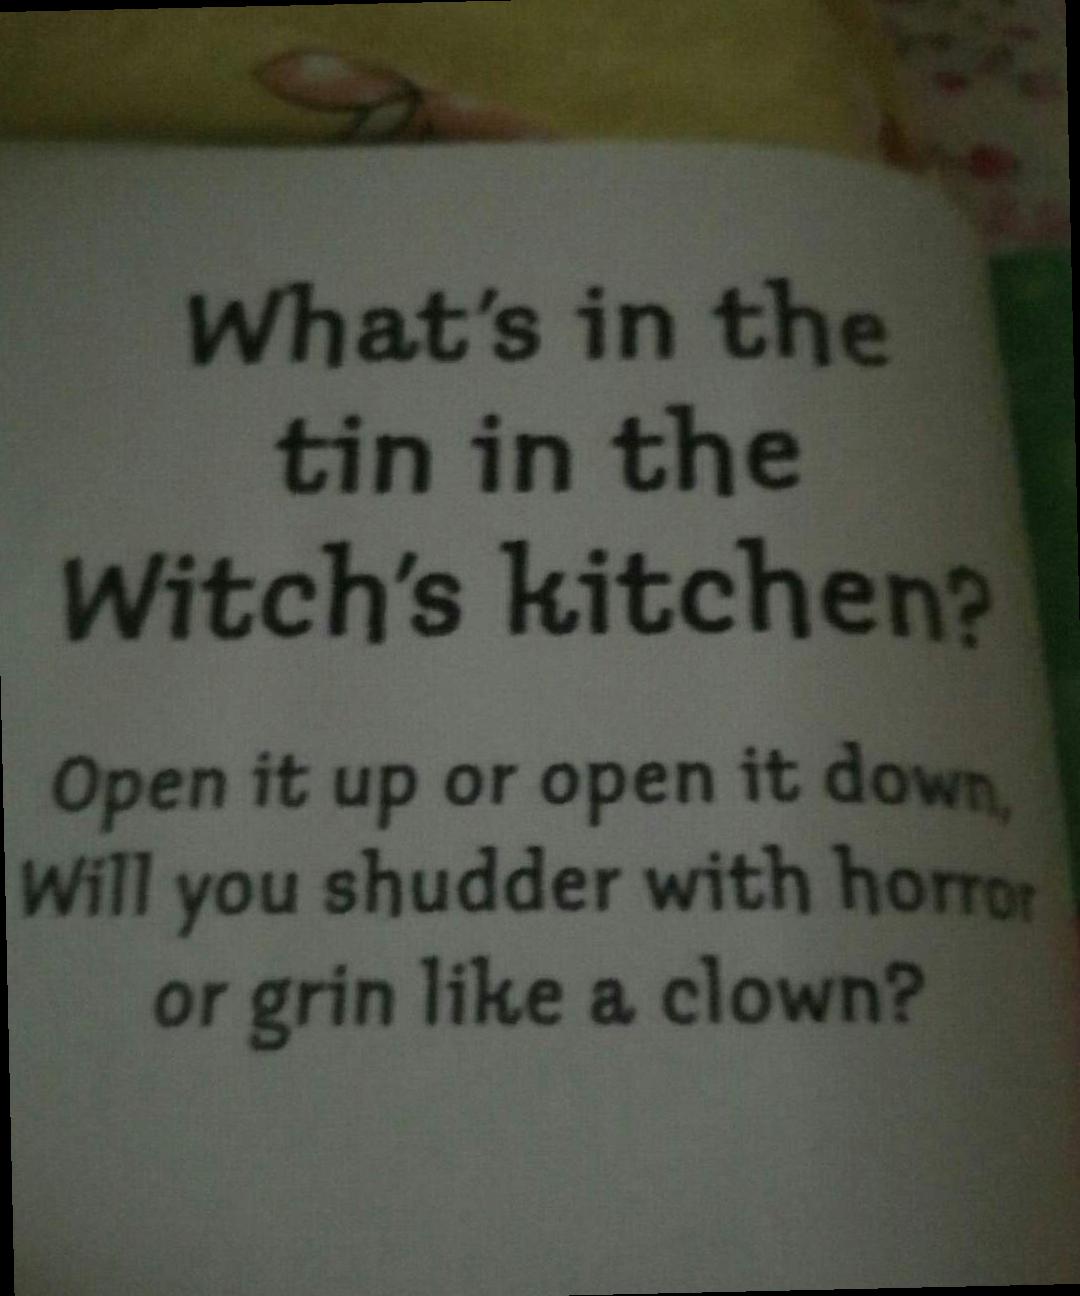 What's in the
tin in the
Witch's kitchen?
Open it up or open it down,
Will you shudder with horror
or grin like a clown?